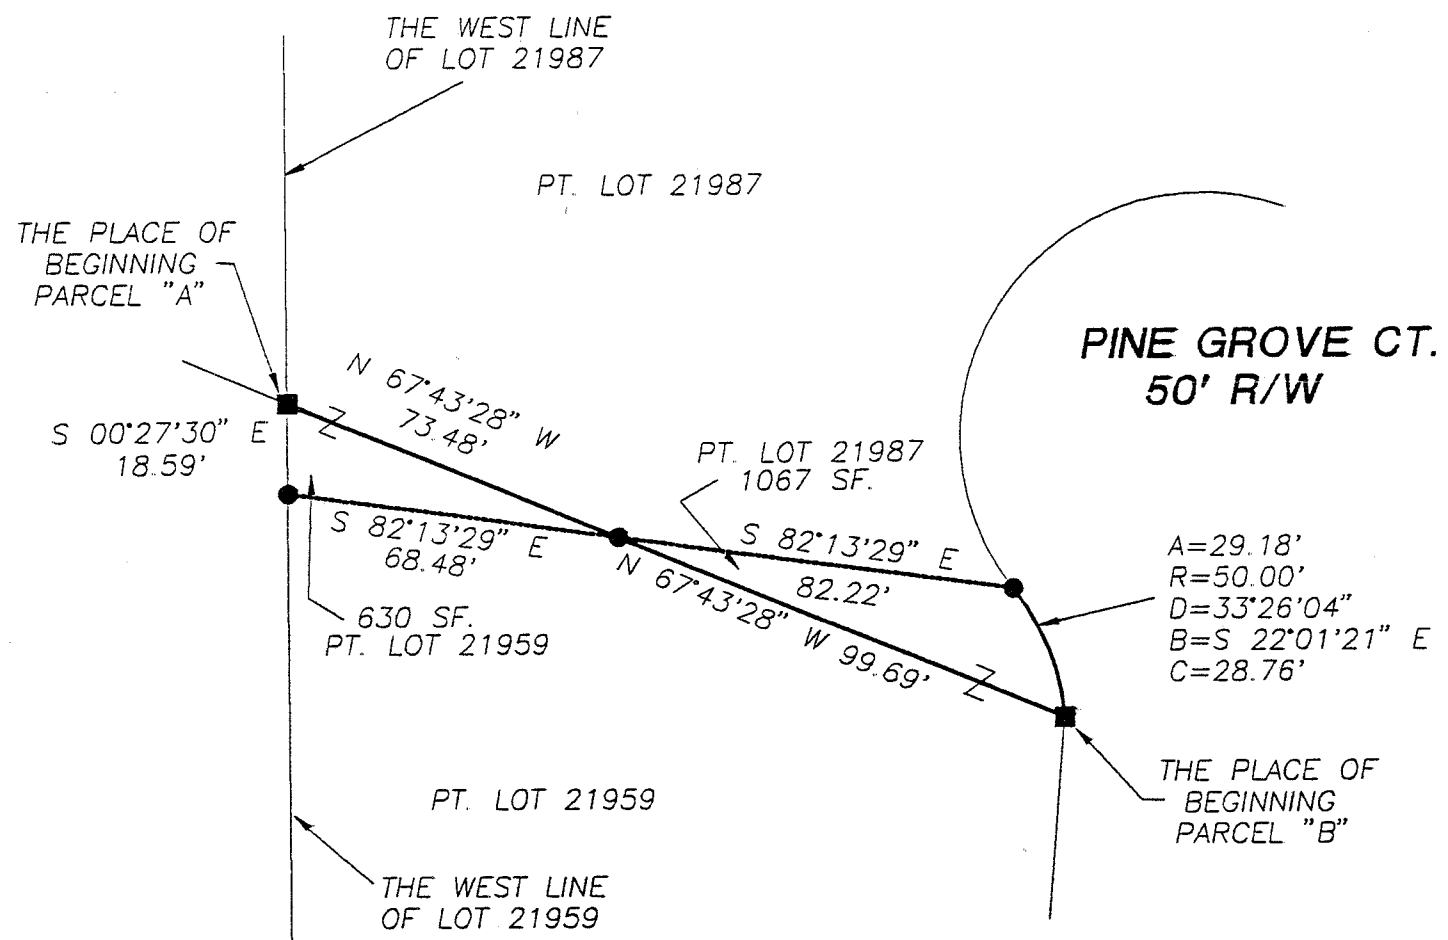 THE WEST LINE
OF LOT 21987
PT. LOT 21987
THE PLACE OF
BEGINNING
PARCEL "A"
PINE GROVE CT.
50' R/W
N 67°43'28" W
73.48'
S 00°27'30" E
18.59'
PT. LOT 21987
1067 SF.
S 82°13'29" E
68.48'
S 82°13'29" E
82.22'
N 67°43'28" W 99.69'
A=29.18'
R=50.00'
D=33°26'04"
B=S 22°01'21" E
C=28.76'
630 SF.
PT. LOT 21959
THE PLACE OF
BEGINNING
PARCEL "B"
PT. LOT 21959
THE WEST LINE
OF LOT 21959